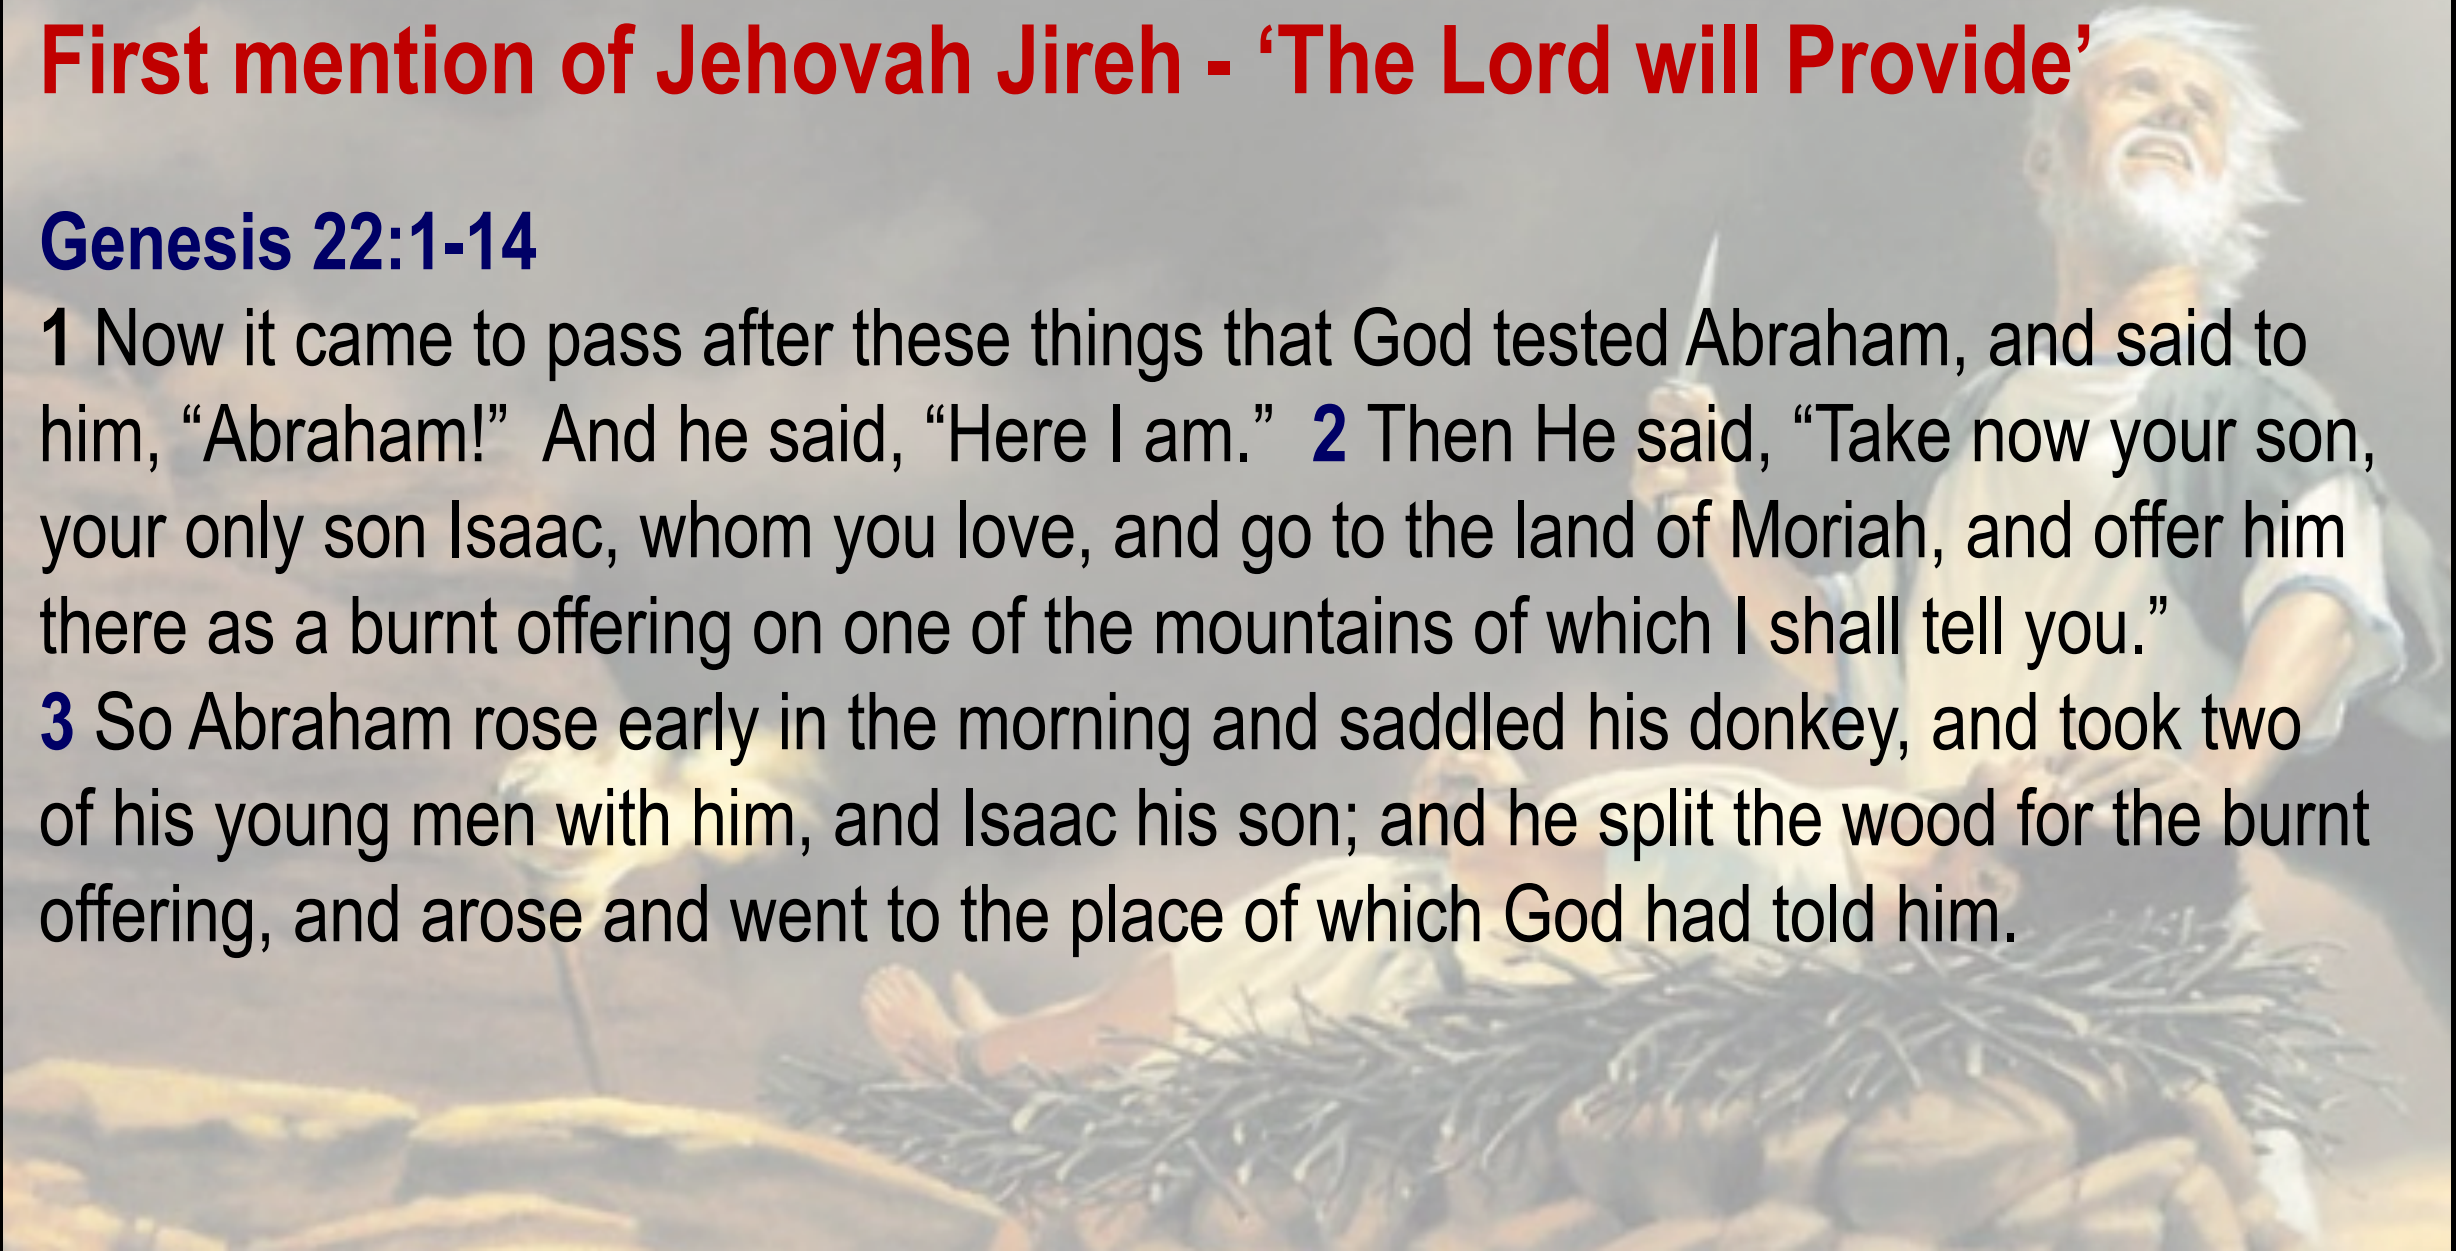 First mention of Jehovah Jireh - ‘The Lord will Provide’
Genesis 22:1-14
1 Now it came to pass after these things that God tested Abraham, and said to
him, “Abraham!”  And he said, “Here I am.”  2 Then He said, “Take now your son,
your only son Isaac, whom you love, and go to the land of Moriah, and offer him
there as a burnt offering on one of the mountains of which I shall tell you.”
3 So Abraham rose early in the morning and saddled his donkey, and took two
of his young men with him, and Isaac his son; and he split the wood for the burnt
offering, and arose and went to the place of which God had told him.